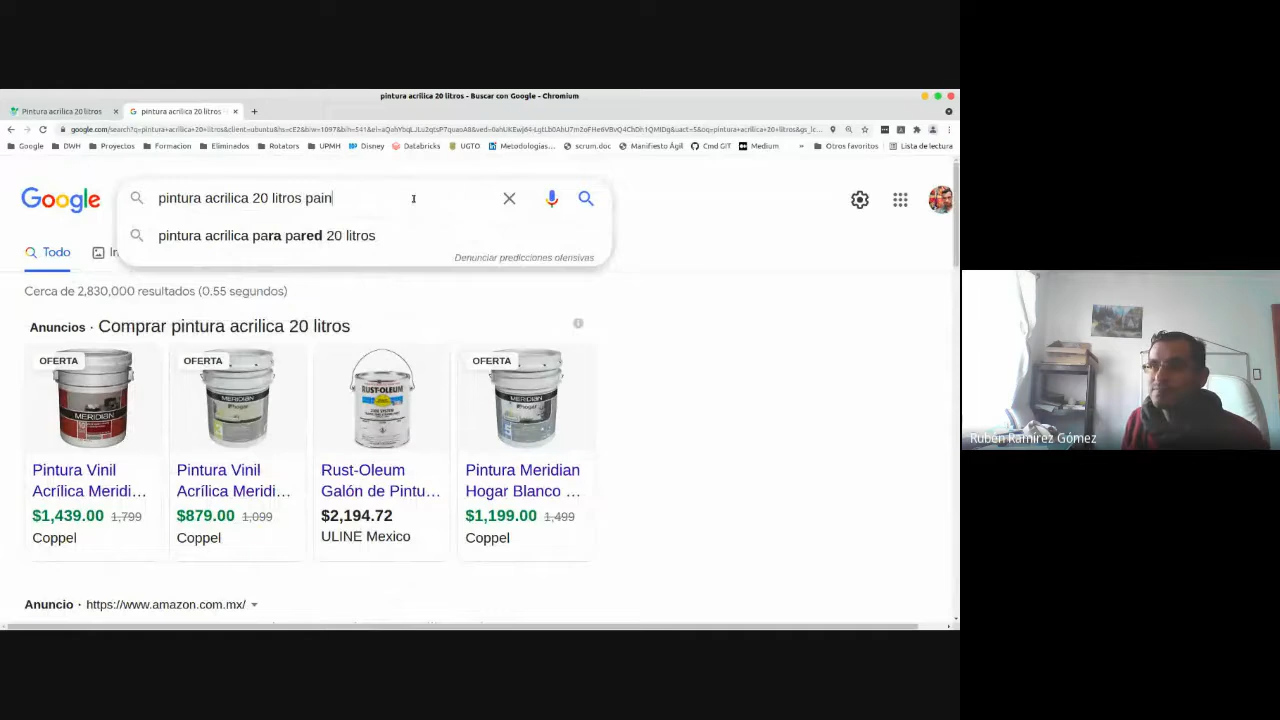 pintura acrilica 20 litros - Buscar con Google - Chromium
Pintura acrilica 20 litros
pintura acrilica 20 litros
Google
DWH
Proyectos
Formacion
Eliminados
Rotators
UPMH
Disney
Databricks
UGTO
Metodologías...
scrum.doc
Manifiesto Ágil
Cmd GIT
Medium
»
Otros favoritos
Lista de lectura
Google
pintura acrilica 20 litros pain
pintura acrilica para pared 20 litros
Denunciar predicciones ofensivas
Todo
Cerca de 2,830,000 resultados (0.55 segundos)
Anuncios · Comprar pintura acrilica 20 litros
OFERTA
MERIDIAN
Pintura Vinil
Acrílica Meridi...
$1,439.00 1,799
Coppel
OFERTA
MERIDIAN
Pintura Vinil
Acrílica Meridi...
$879.00 1,099
Coppel
RUST-OLEUM
Rust-Oleum
Galón de Pintu...
$2,194.72
ULINE Mexico
OFERTA
MERIDIAN
Pintura Meridian
Hogar Blanco ...
$1,199.00 1,499
Coppel
Anuncio · https://www.amazon.com.mx/
Rubén Ramírez Gómez